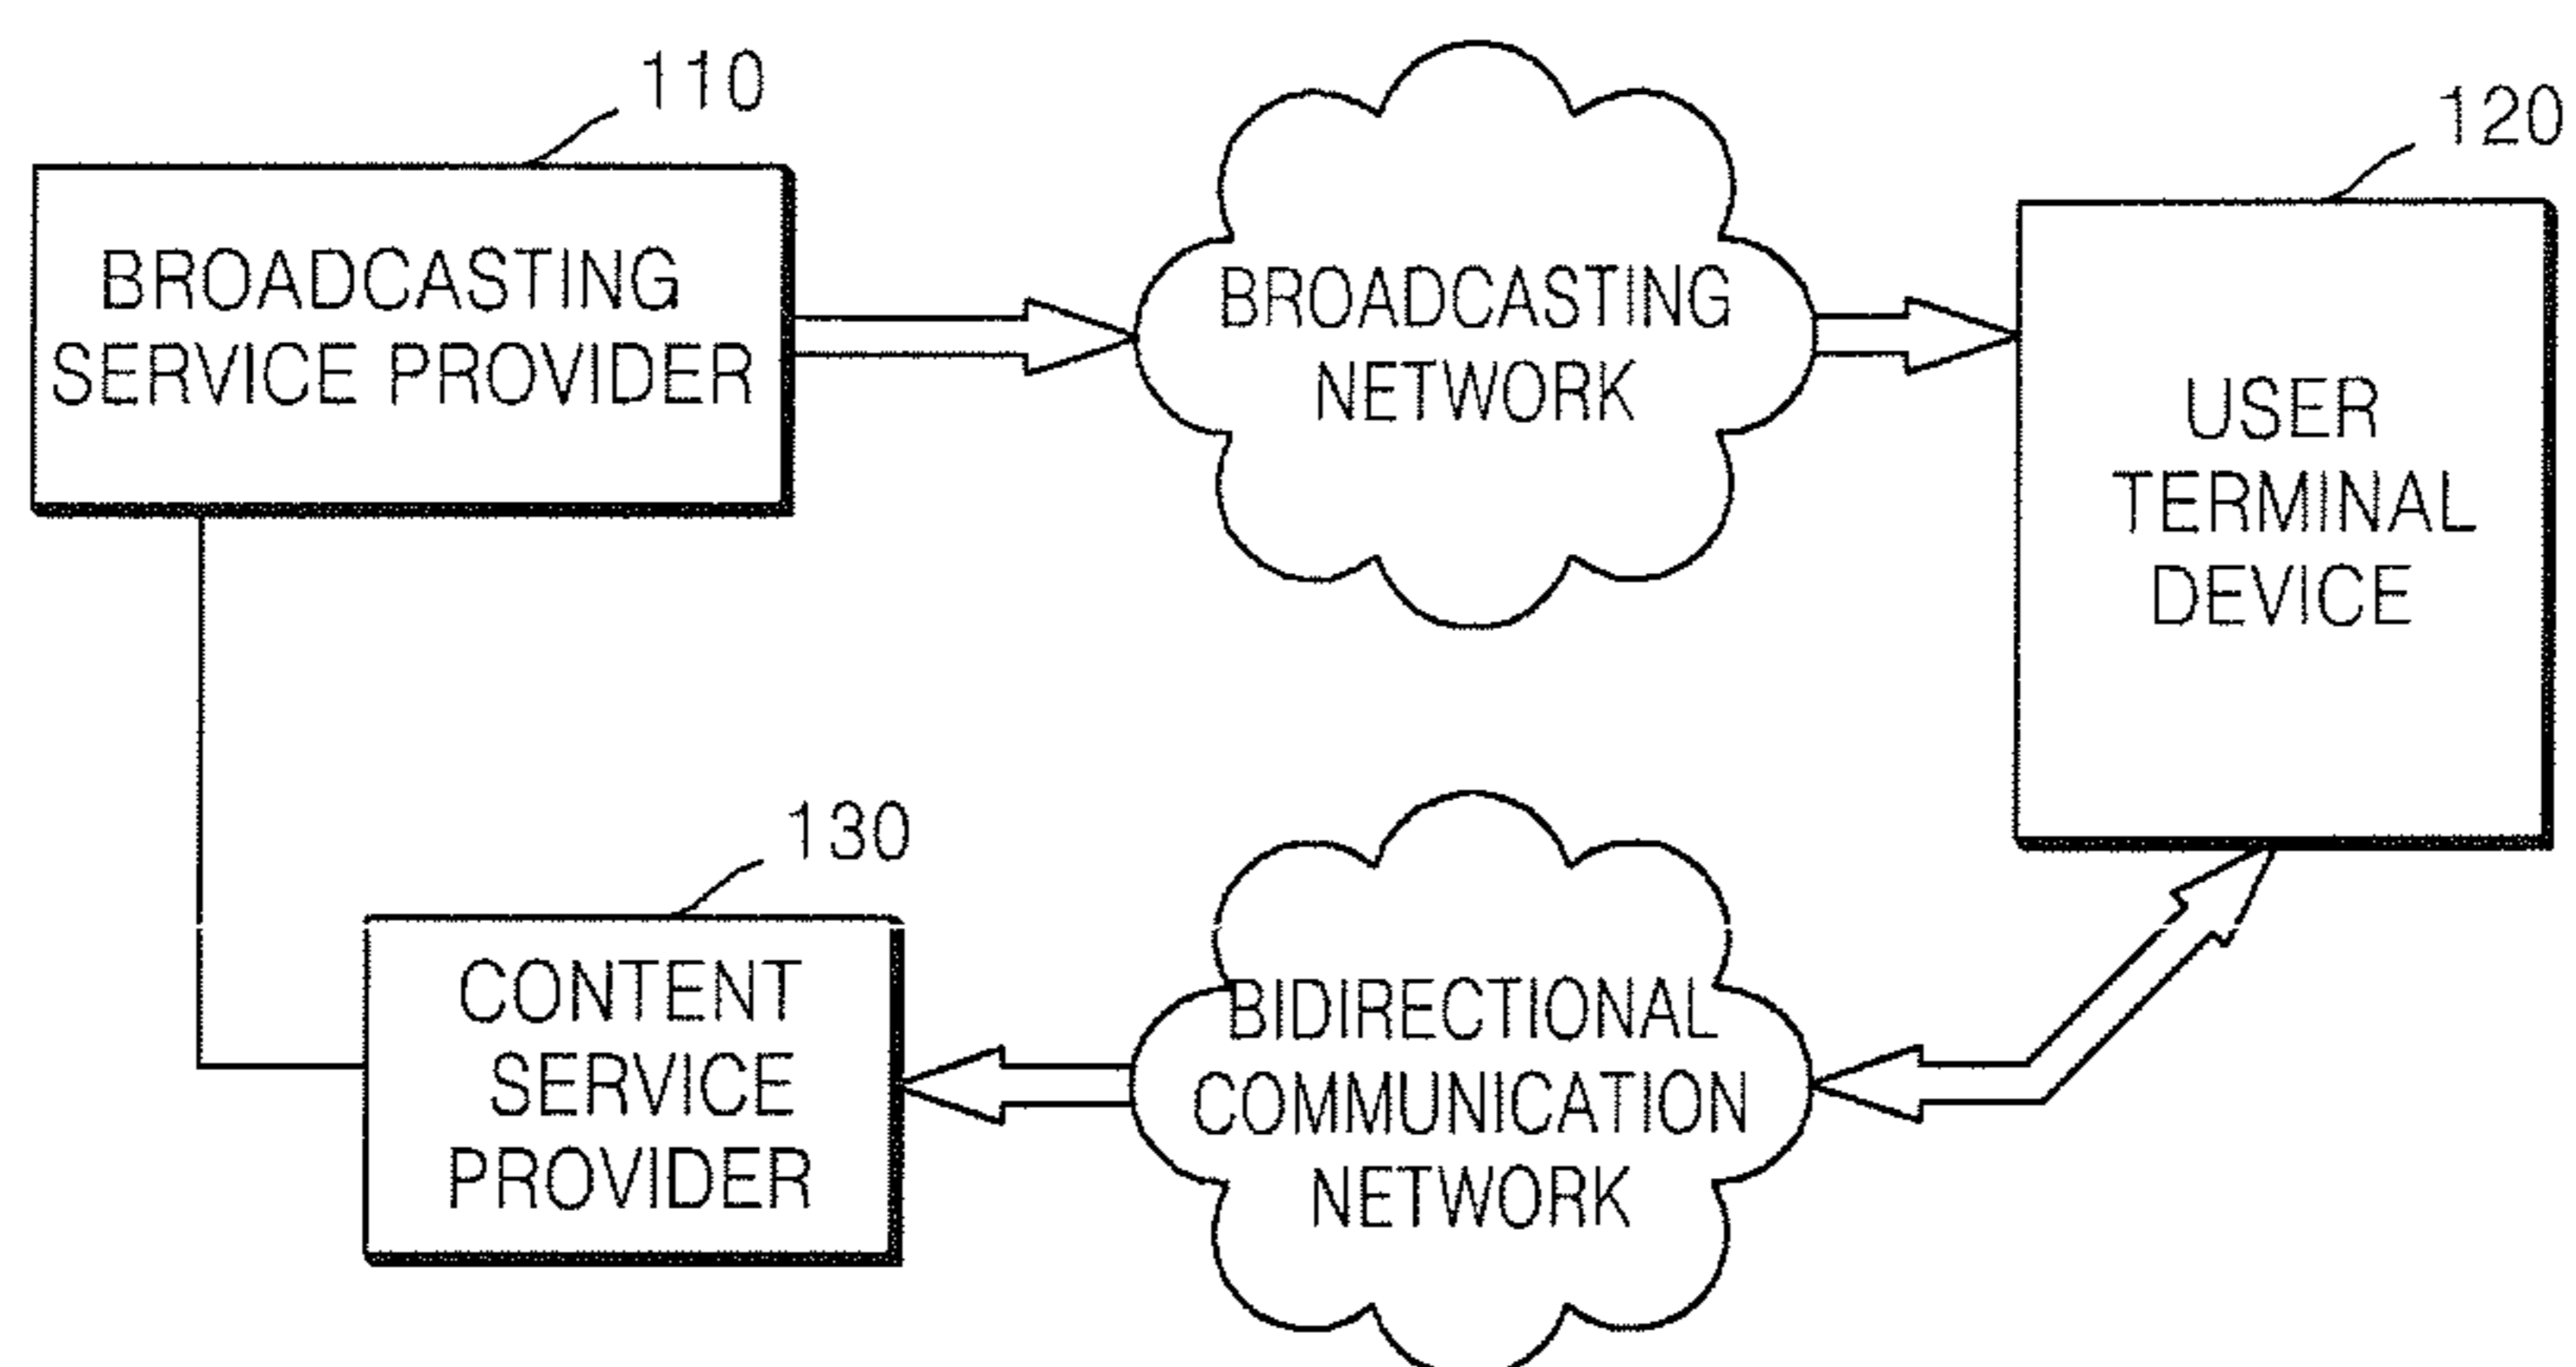 110
BROADCASTING
SERVICE PROVIDER
BROADCASTING
NETWORK
120
USER
TERMINAL
DEVICE
130
CONTENT
SERVICE
PROVIDER
BIDIRECTIONAL
COMMUNICATION
NETWORK